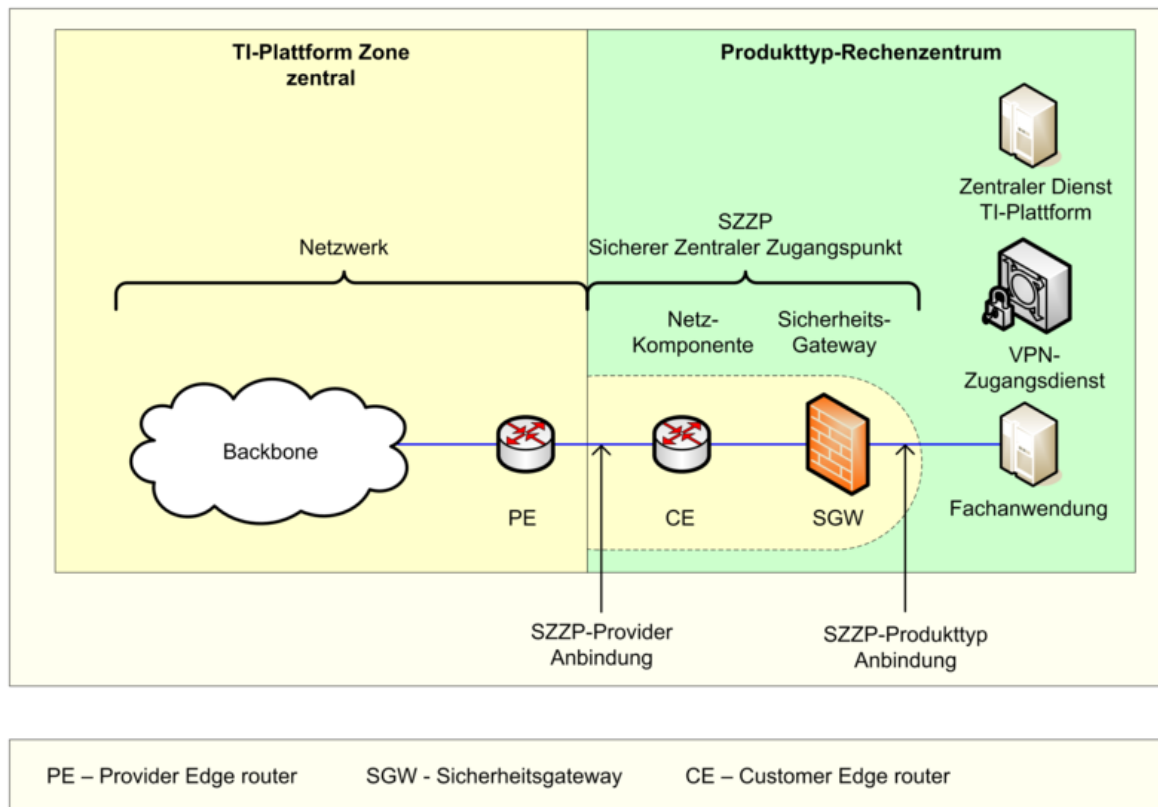 TI-Plattform Zone
zentral
Produkttyp-Rechenzentrum
Zentraler Dienst
TI-Plattform
Netzwerk
SZZP
Sicherer Zentraler Zugangspunkt
Netz-
Komponente
Sicherheits-
Gateway
VPN-
Zugangsdienst
Backbone
PE
CE
SGW
Fachanwendung
SZZP-Provider
Anbindung
SZZP-Produkttyp
Anbindung
PE – Provider Edge router
SGW - Sicherheitsgateway
CE – Customer Edge router